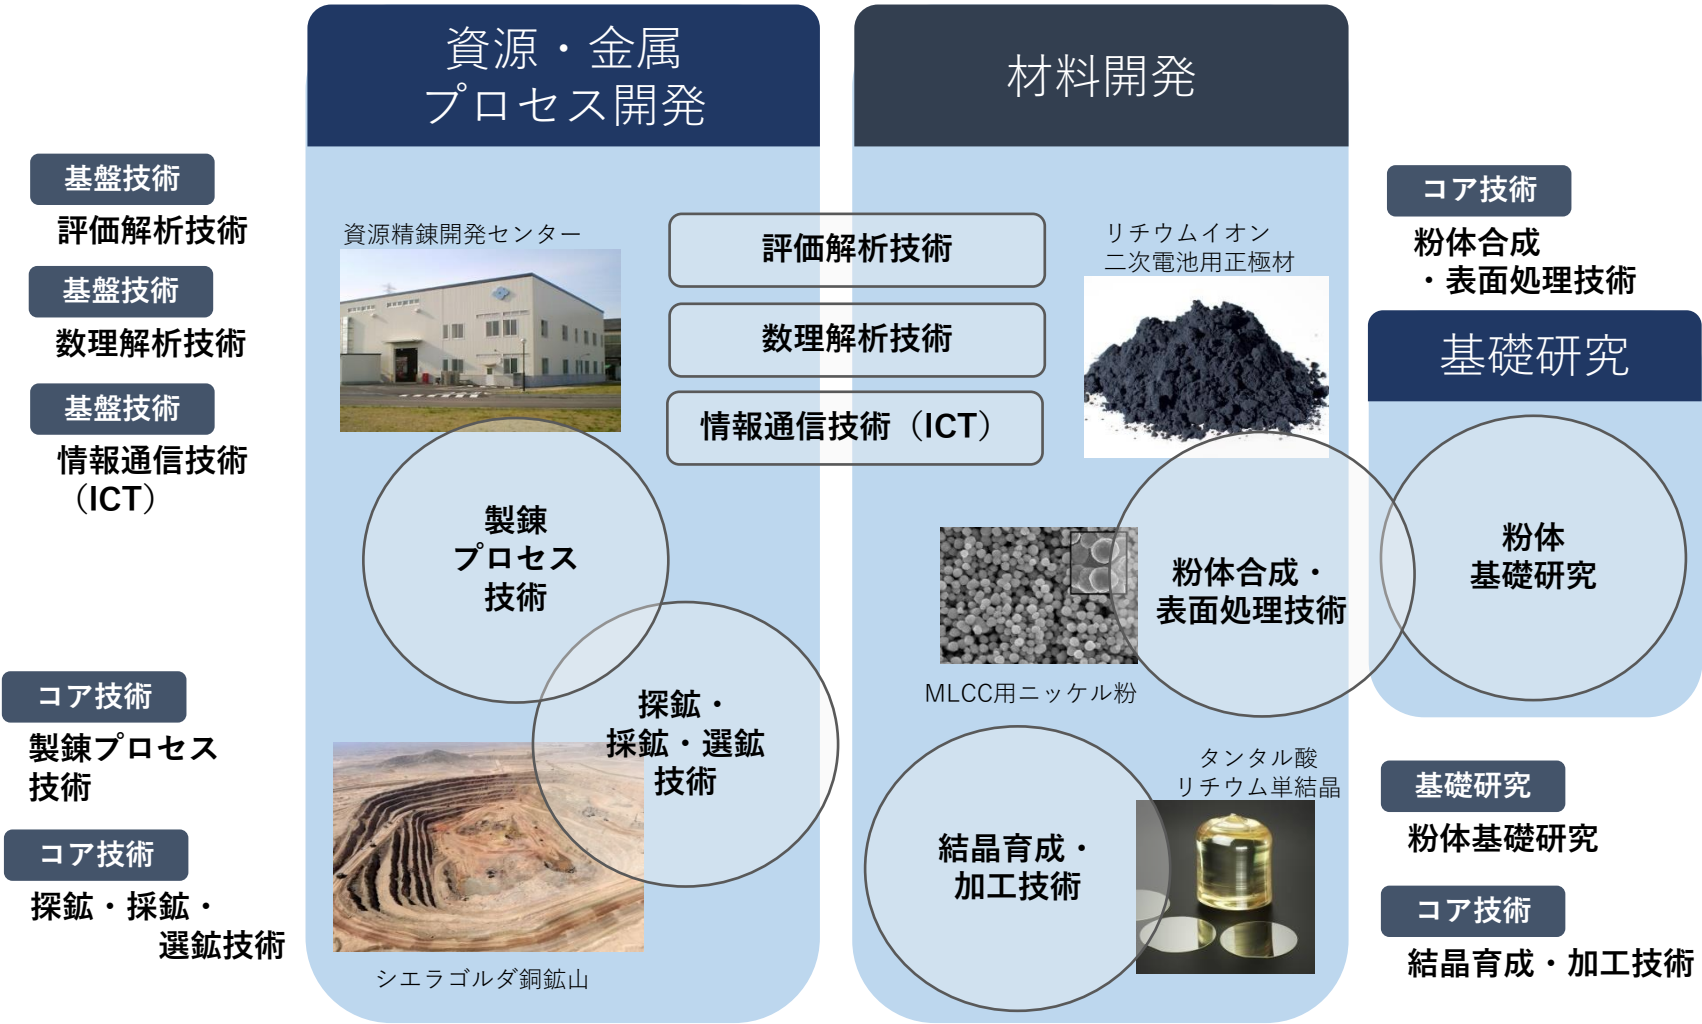 資源・金属
プロセス開発
材料開発
基盤技術
評価解析技術
基盤技術
数理解析技術
基盤技術
情報通信技術
（ICT）
コア技術
製錬プロセス
技術
コア技術
探鉱・採鉱・
選鉱技術
資源精錬開発センター
製錬
プロセス
技術
探鉱・
採鉱・選鉱
技術
シエラゴルダ銅鉱山
評価解析技術
数理解析技術
情報通信技術（ICT）
リチウムイオン
二次電池用正極材
粉体合成・
表面処理技術
MLCC用ニッケル粉
結晶育成・
加工技術
タンタル酸
リチウム単結晶
コア技術
粉体合成
・表面処理技術
基礎研究
粉体
基礎研究
基礎研究
粉体基礎研究
コア技術
結晶育成・加工技術